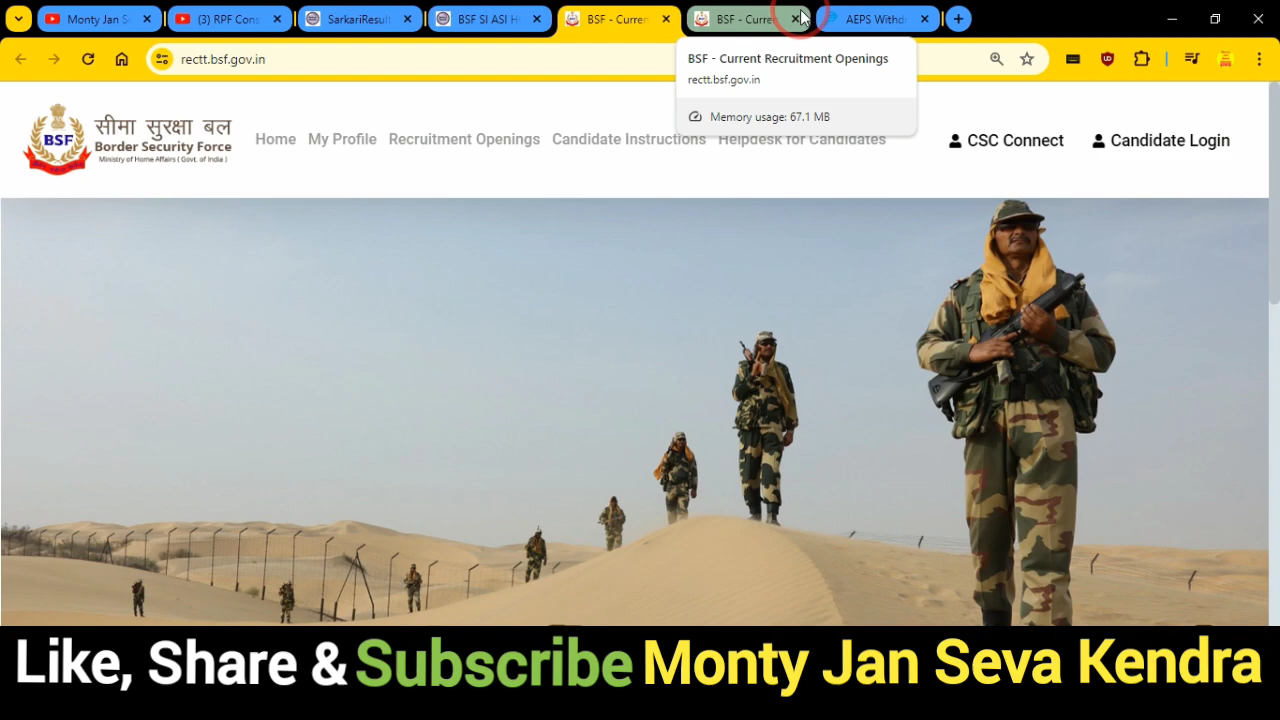 Monty Jan S
(3) RPF Cons
SarkariResult
BSF SI ASI H
BSF - Curren
BSF - Curren
AEPS Withdr
rectt.bsf.gov.in
BSF - Current Recruitment Openings
rectt.bsf.gov.in
Memory usage: 67.1 MB
BSF
सीमा सुरक्षा बल
Border Security Force
Ministry of Home Affairs ( Govt. of India )
Home
My Profile
Recruitment Openings
Candidate Instructions
Helpdesk for Candidates
CSC Connect
Candidate Login
Like, Share & Subscribe Monty Jan Seva Kendra